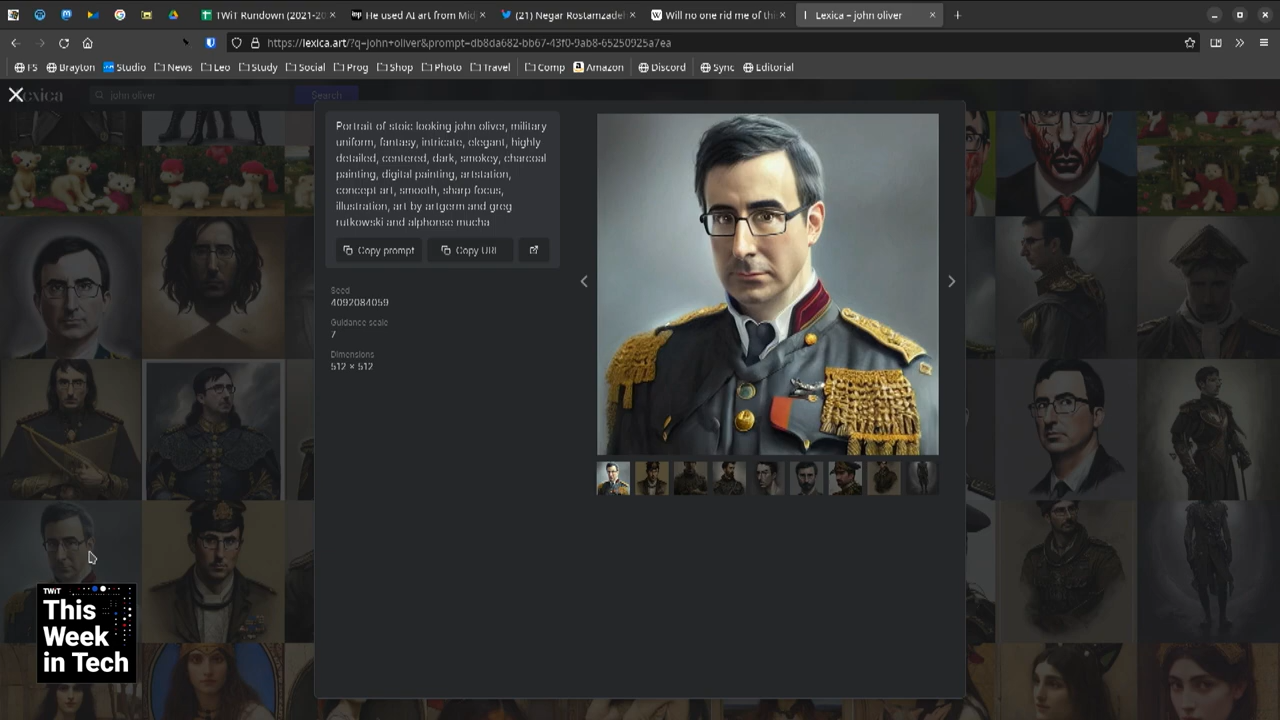 TWiT Rundown (2021-20
He used AI art from Mid
(21) Negar Rostamzadeh
Will no one rid me of thi
Lexica – john oliver
https://lexica.art/?q=john+oliver&prompt=db8da682-bb67-43f0-9ab8-65250925a7ea
FS Brayton Studio News Leo Study Social Prog Shop Photo Travel Comp Amazon Discord Sync Editorial
john oliver
Search
Portrait of stoic looking john oliver, military
uniform, fantasy, intricate, elegant, highly
detailed, centered, dark, smokey, charcoal
painting, digital painting, artstation,
concept art, smooth, sharp focus,
illustration, art by artgerm and greg
rutkowski and alphonse mucha
Copy prompt
Copy URL
Seed
4092084059
Guidance scale
7
Dimensions
512 × 512
TWiT
This
Week
in Tech